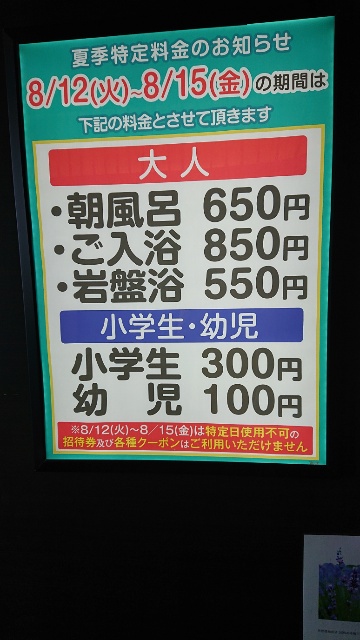 夏季特定料金のお知らせ
8/12(火)~8/15(金)の期間は
下記の料金とさせて頂きます
大人
・朝風呂 650円
・ご入浴 850円
・岩盤浴 550円
小学生・幼児
小学生 300円
幼児 100円
※8/12(火)~8/15(金)は特定日使用不可の
招待券及び各種クーポンはご利用いただけません